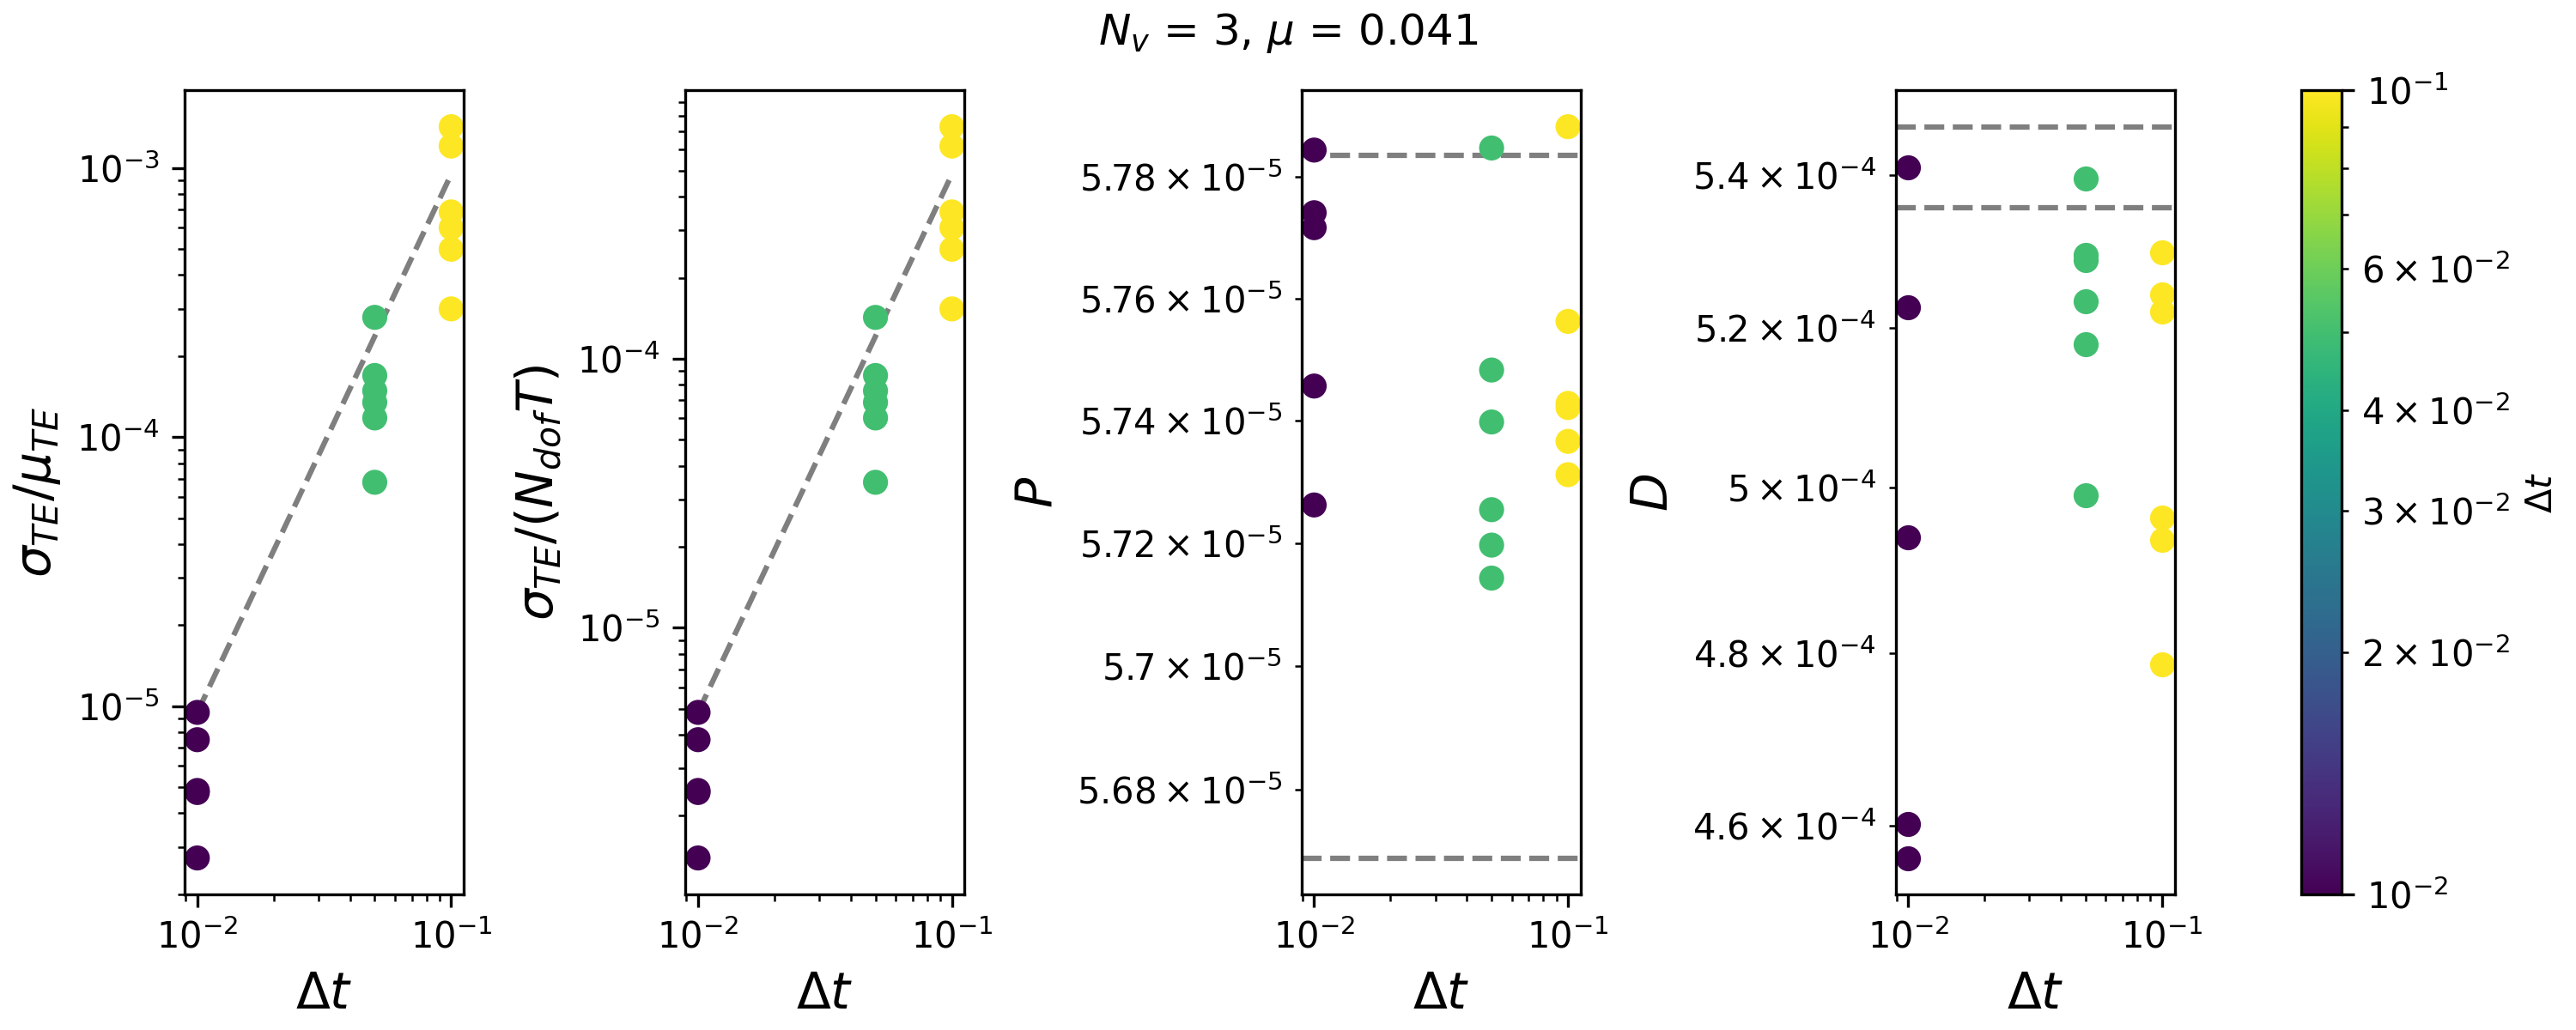 N_v = 3, μ = 0.041
σ_TE/μ_TE
10⁻³
10⁻⁴
10⁻⁵
10⁻² 10⁻¹
Δt
σ_TE/(N_dof T)
10⁻⁴
10⁻⁵
10⁻² 10⁻¹
Δt
P
5.78 × 10⁻⁵
5.76 × 10⁻⁵
5.74 × 10⁻⁵
5.72 × 10⁻⁵
5.7 × 10⁻⁵
5.68 × 10⁻⁵
10⁻² 10⁻¹
Δt
D
5.4 × 10⁻⁴
5.2 × 10⁻⁴
5 × 10⁻⁴
4.8 × 10⁻⁴
4.6 × 10⁻⁴
10⁻² 10⁻¹
Δt
10⁻¹
6 × 10⁻²
4 × 10⁻²
3 × 10⁻²
2 × 10⁻²
10⁻²
Δt